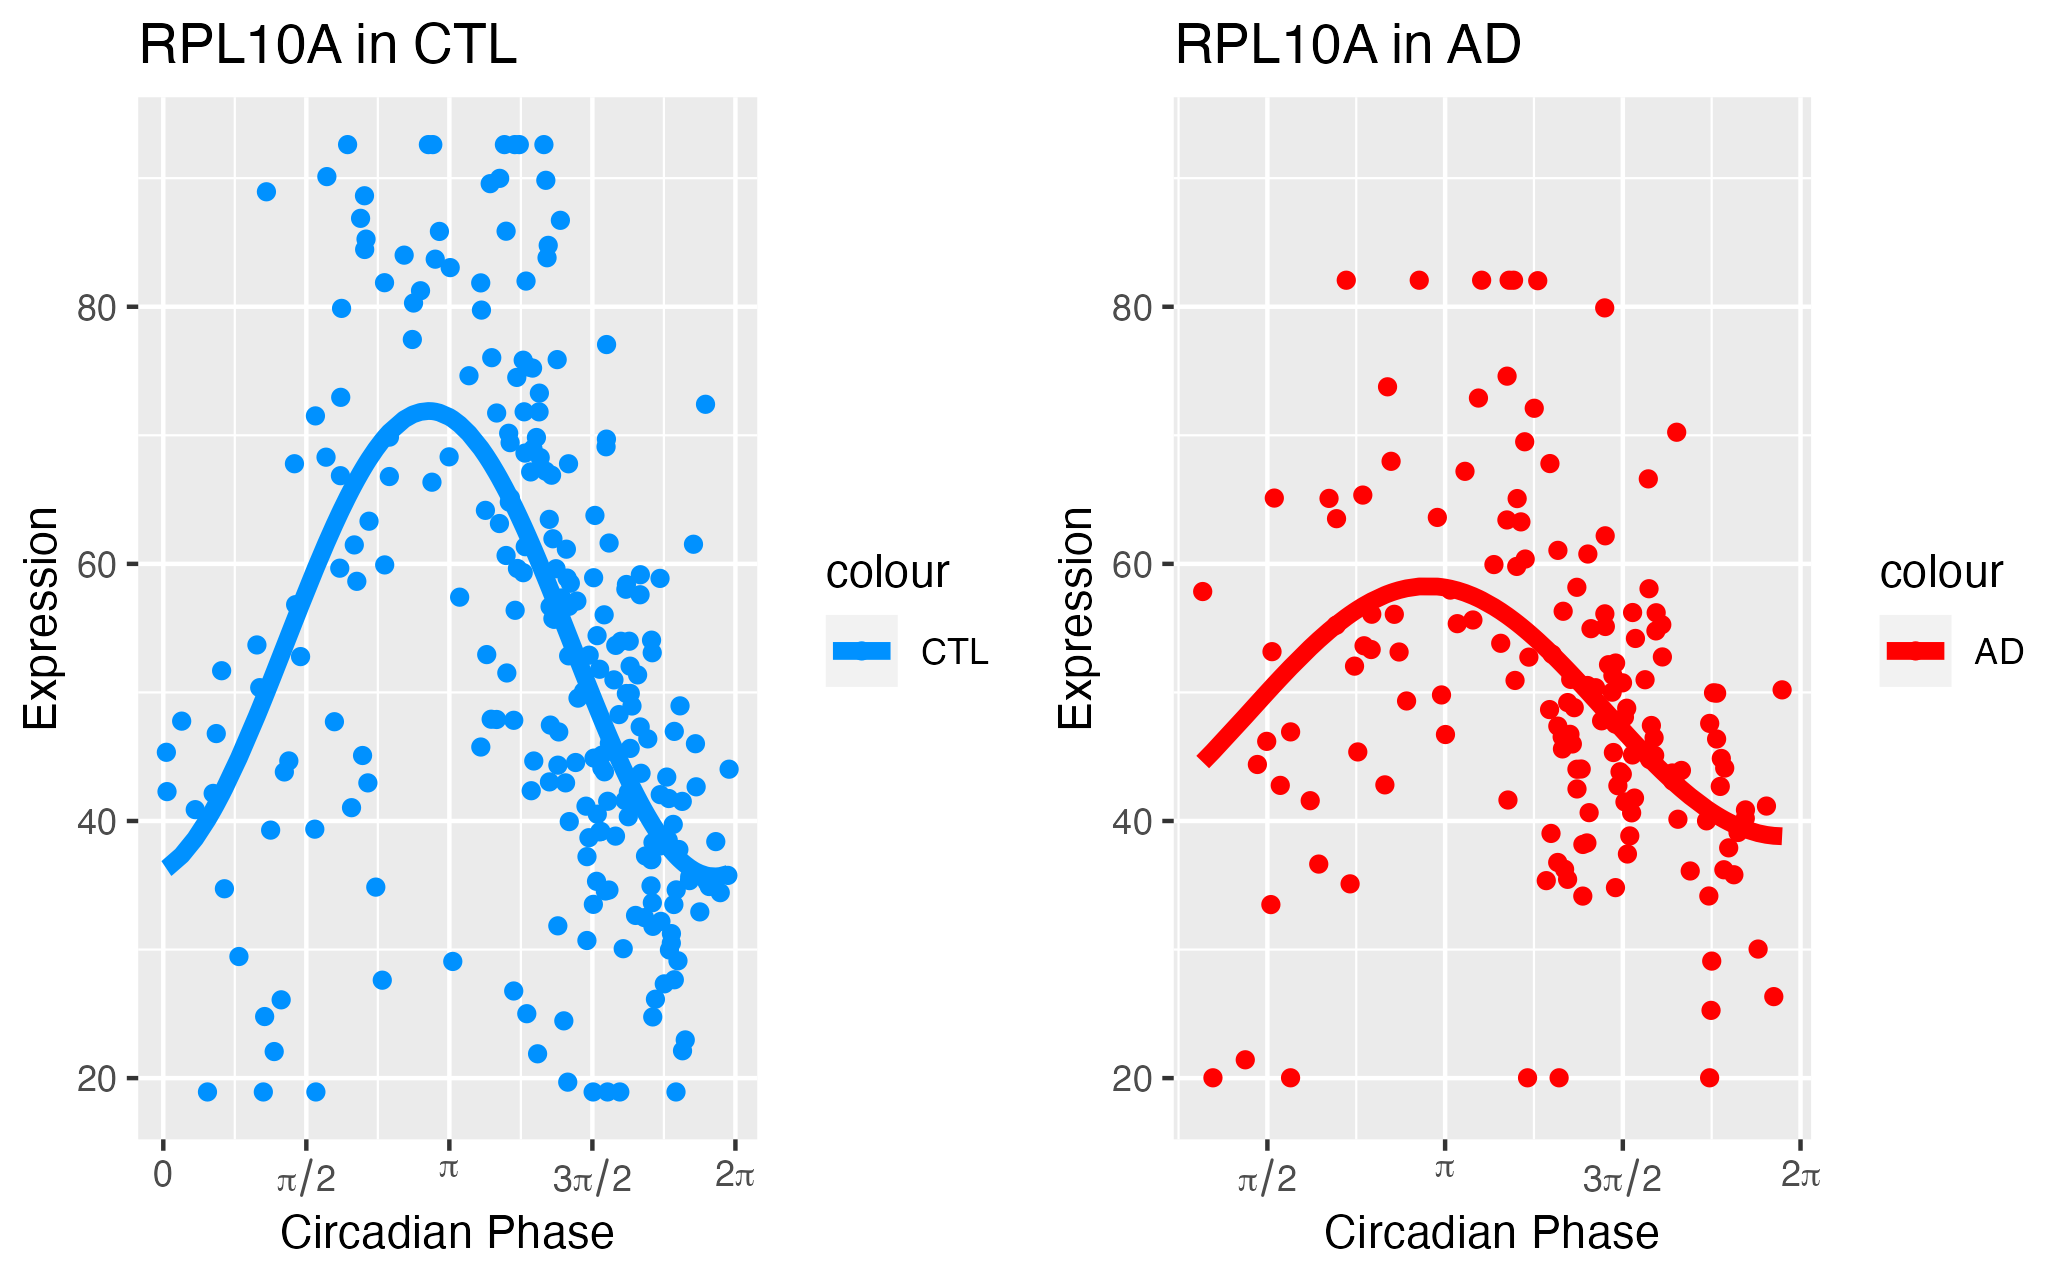 RPL10A in CTL
Expression
80
60
40
20
0
π/2
π
3π/2
2π
Circadian Phase
colour
CTL
RPL10A in AD
Expression
80
60
40
20
π/2
π
3π/2
2π
Circadian Phase
colour
AD